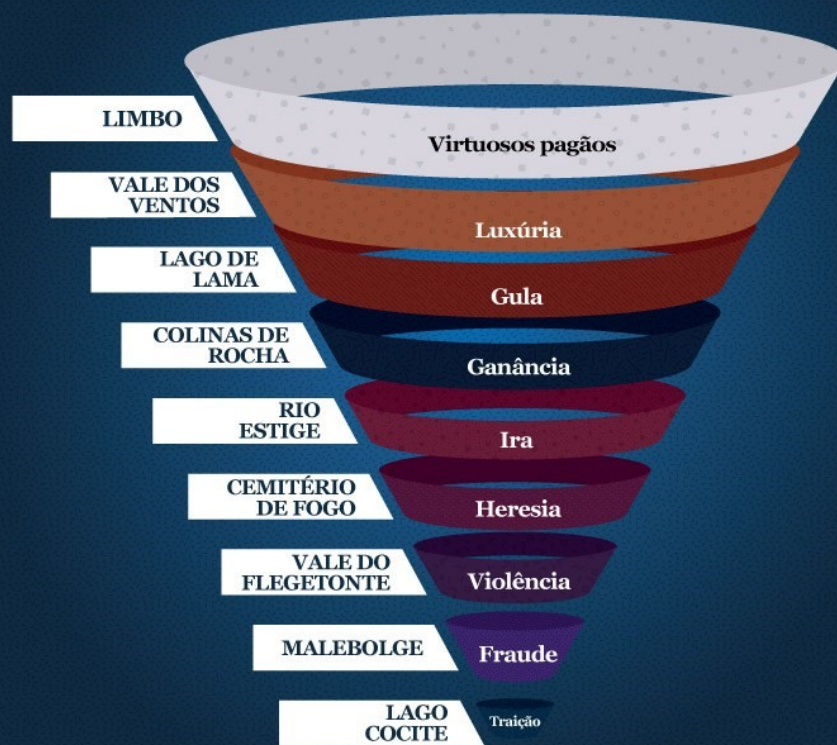 LIMBO
Virtuosos pagãos
VALE DOS
VENTOS
Luxúria
LAGO DE
LAMA
Gula
COLINAS DE
ROCHA
Ganância
RIO
ESTIGE
Ira
CEMITÉRIO
DE FOGO
Heresia
VALE DO
FLEGETONTE
Violência
MALEBOLGE
Fraude
LAGO
COCITE
Traição